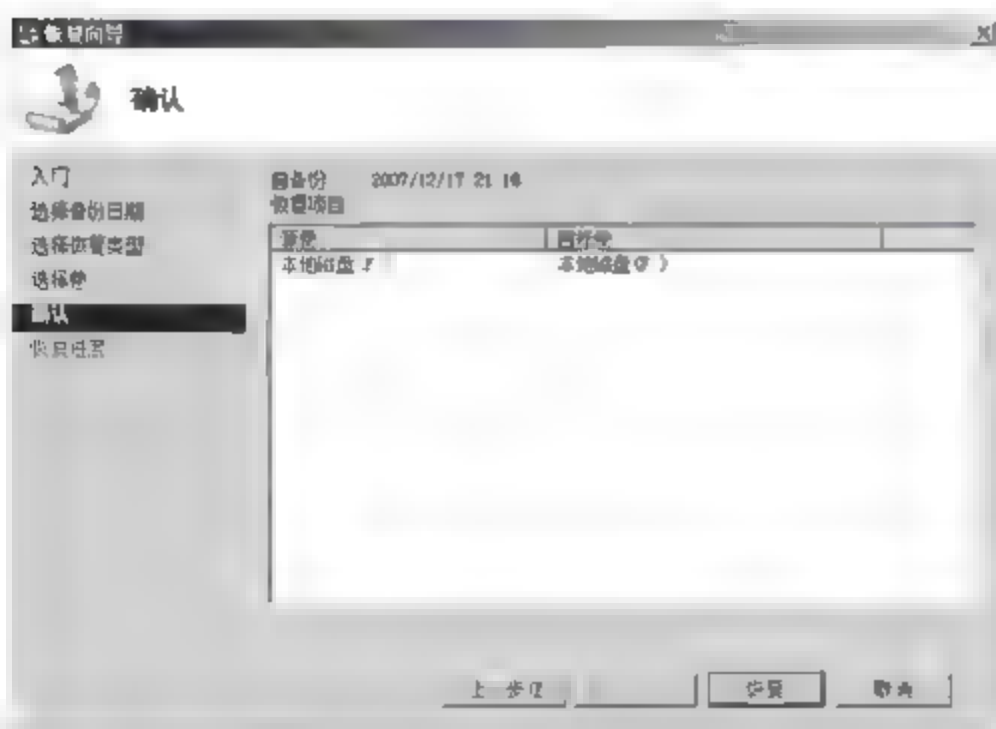 恢复向导
确认
入门
选择备份日期
选择恢复类型
选择卷
确认
恢复进度
自备份 2007/12/17 21
恢复项目
源卷 目标卷
本地磁盘 本地磁盘
上一步
恢复
取消